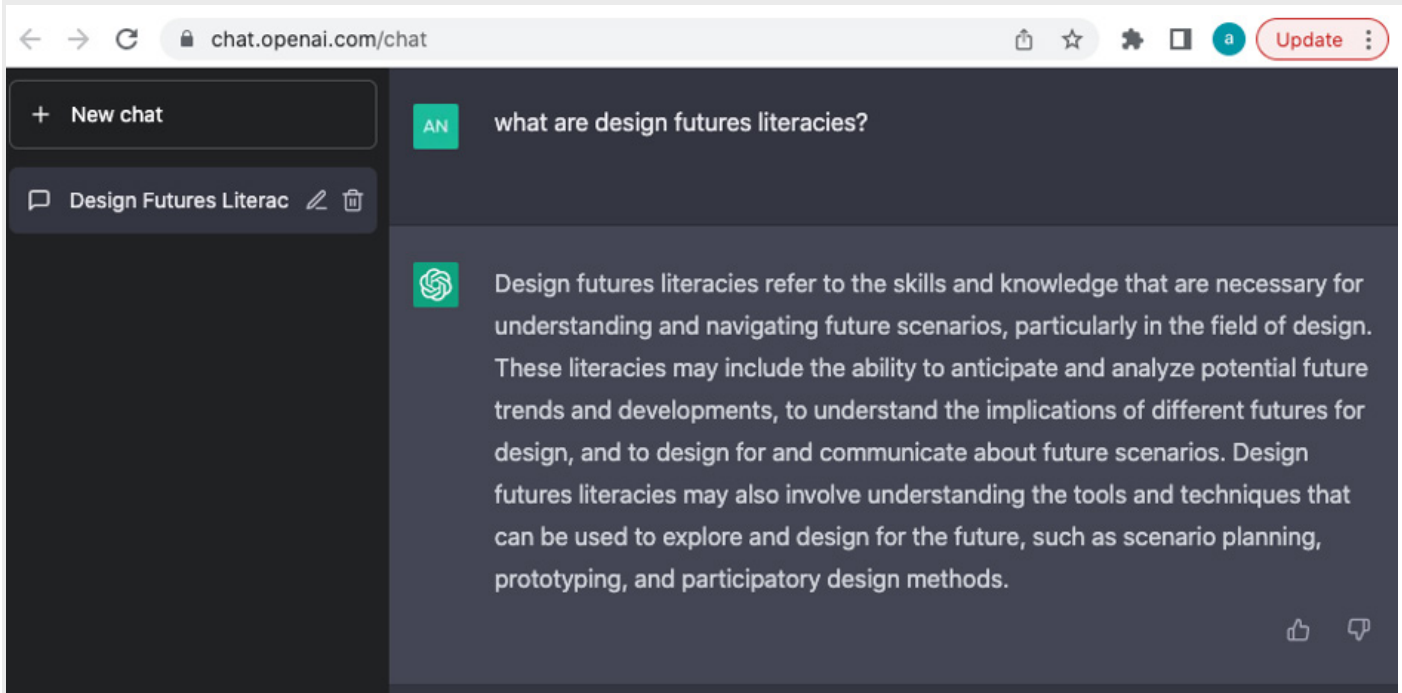 chat.openai.com/chat
a
Update
+ New chat
Design Futures Literac
AN
what are design futures literacies?
Design futures literacies refer to the skills and knowledge that are necessary for
understanding and navigating future scenarios, particularly in the field of design.
These literacies may include the ability to anticipate and analyze potential future
trends and developments, to understand the implications of different futures for
design, and to design for and communicate about future scenarios. Design
futures literacies may also involve understanding the tools and techniques that
can be used to explore and design for the future, such as scenario planning,
prototyping, and participatory design methods.